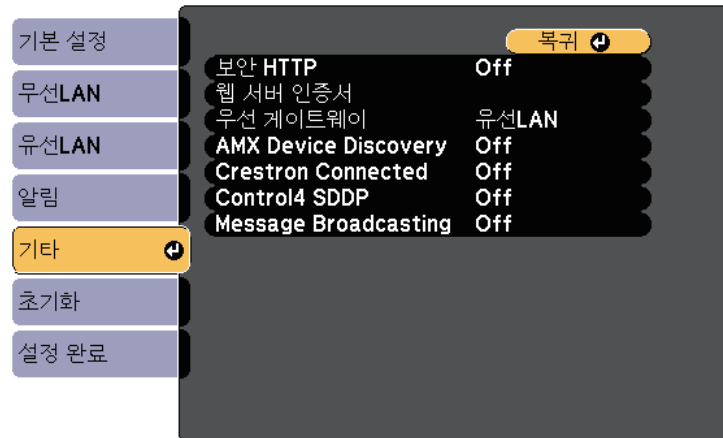 기본 설정
무선LAN
유선LAN
알림
기타
초기화
설정 완료
복귀
보안 HTTP Off
웹 서버 인증서
우선 게이트웨이 유선LAN
AMX Device Discovery Off
Crestron Connected Off
Control4 SDDP Off
Message Broadcasting Off